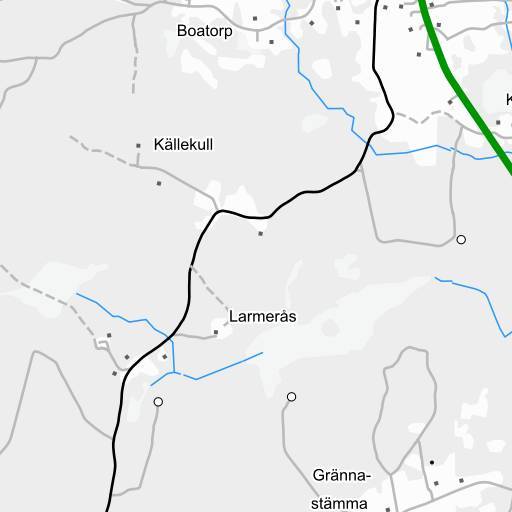 Boatorp
K
Källekull
Larmerås
Gränna-
stämma